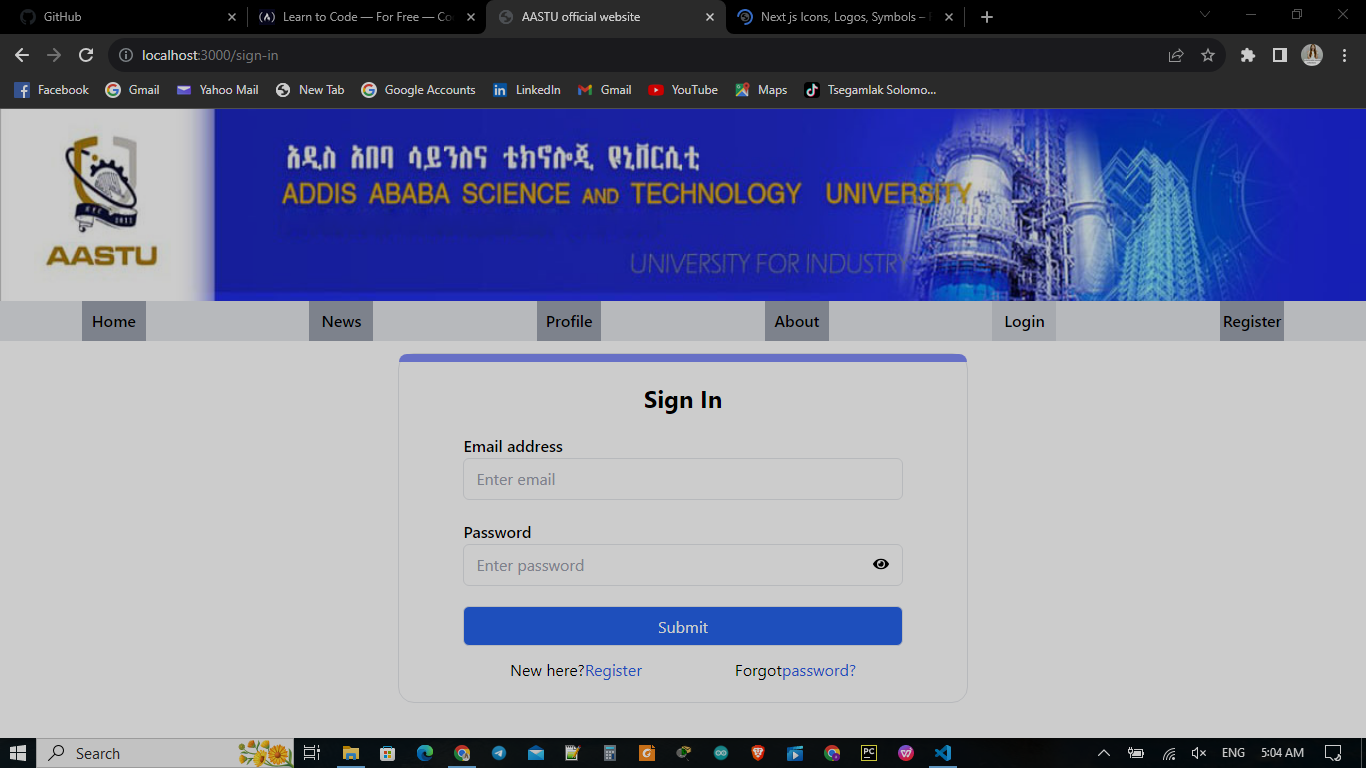 GitHub
Learn to Code — For Free — Co
AASTU official website
Next js Icons, Logos, Symbols –
localhost:3000/sign-in
Facebook
Gmail
Yahoo Mail
New Tab
Google Accounts
LinkedIn
Gmail
YouTube
Maps
Tsegamlak Solomo...
አዲስ አበባ ሳይንስና ቴክኖሎጂ ዩኒቨርሲቲ
ADDIS ABABA SCIENCE AND TECHNOLOGY UNIVERSITY
UNIVERSITY FOR INDUSTRY
2011
AASTU
Home
News
Profile
About
Login
Register
Sign In
Email address
Enter email
Password
Enter password
Submit
New here?Register
Forgotpassword?
Search
PC
ENG
5:04 AM